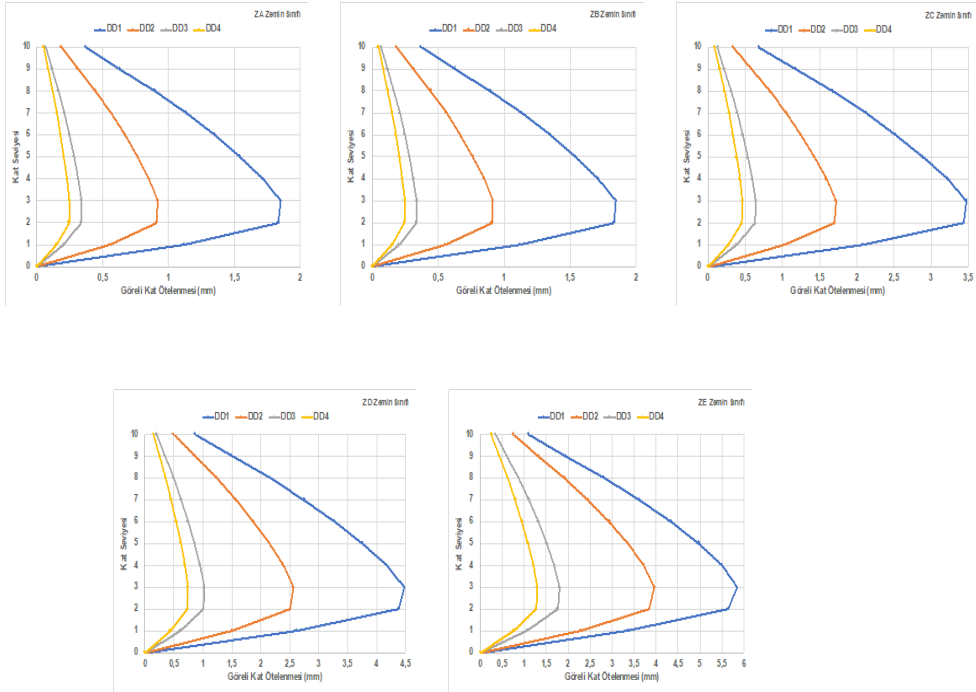 ZA Zemin Sınıfı
DD1 DD2 DD3 DD4
10
9
8
7
6
5
4
3
2
1
0
Kat Seviyesi
0 0,5 1 1,5 2
Göreli Kat Ötelenmesi (mm)
ZB Zemin Sınıfı
DD1 DD2 DD3 DD4
10
9
8
7
6
5
4
3
2
1
0
Kat Seviyesi
0 0,5 1 1,5 2
Göreli Kat Ötelenmesi (mm)
ZC Zemin Sınıfı
DD1 DD2 DD3 DD4
10
9
8
7
6
5
4
3
2
1
0
Kat Seviyesi
0 0,5 1 1,5 2 2,5 3 3,5
Göreli Kat Ötelenmesi (mm)
ZD Zemin Sınıfı
DD1 DD2 DD3 DD4
10
9
8
7
6
5
4
3
2
1
0
Kat Seviyesi
0 0,5 1 1,5 2 2,5 3 3,5 4 4,5
Göreli Kat Ötelenmesi (mm)
ZE Zemin Sınıfı
DD1 DD2 DD3 DD4
10
9
8
7
6
5
4
3
2
1
0
Kat Seviyesi
0 0,5 1 1,5 2 2,5 3 3,5 4 4,5 5 5,5 6
Göreli Kat Ötelenmesi (mm)